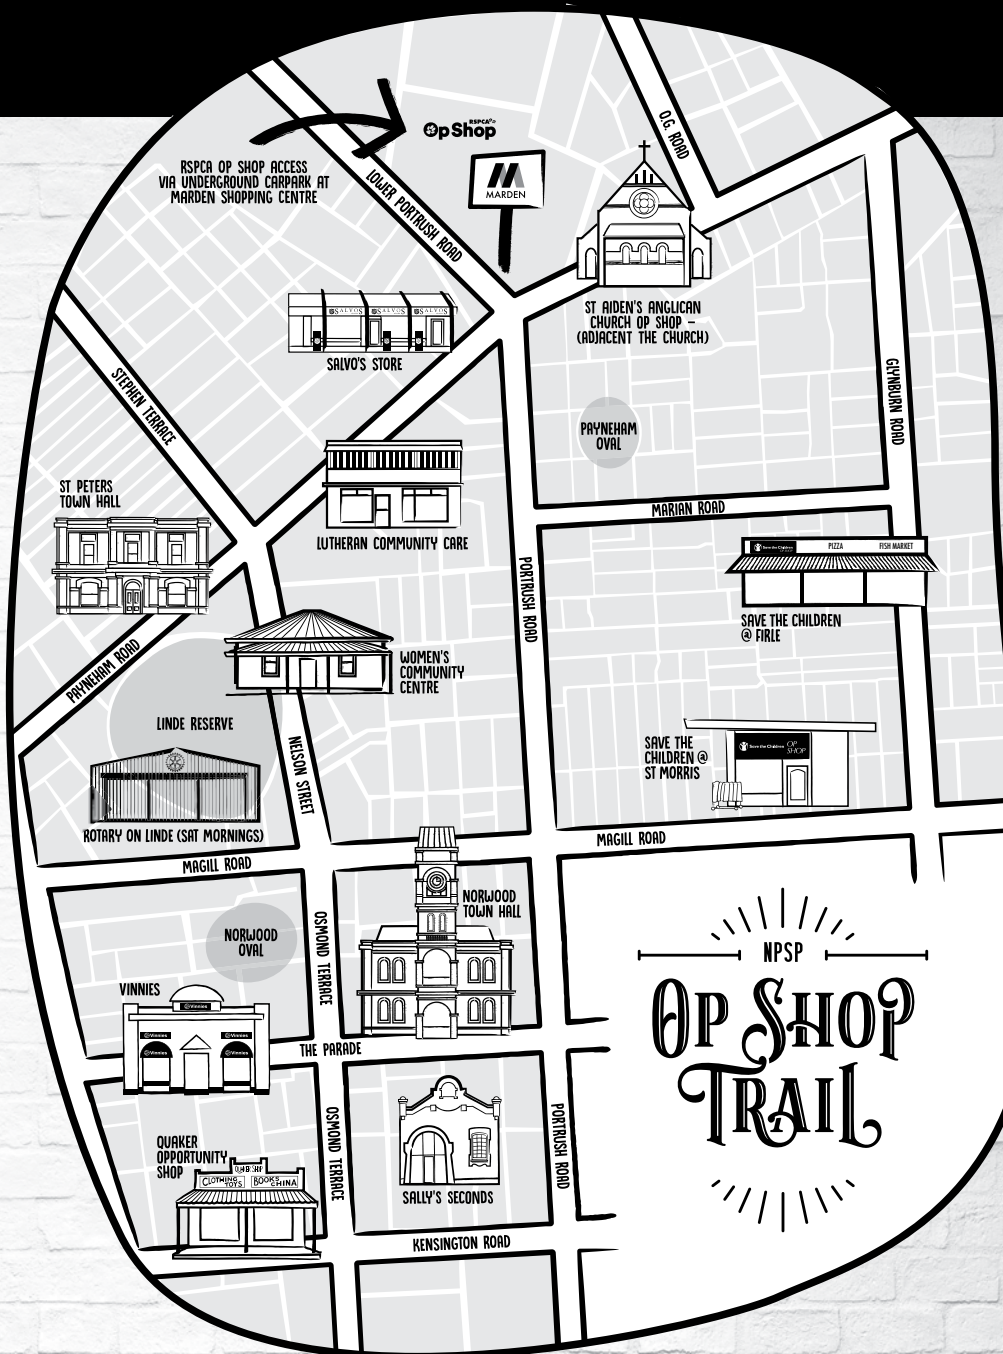 O.G. ROAD
RSPCA
Op Shop
RSPCA OP SHOP ACCESS
VIA UNDERGROUND CARPARK AT
MARDEN SHOPPING CENTRE
LOWER PORTRUSH ROAD
MARDEN
SALVOS SALVOS SALVOS
SALVO'S STORE
ST AIDEN'S ANGLICAN
CHURCH OP SHOP –
(ADJACENT THE CHURCH)
STEPHEN TERRACE
GLYNBURN ROAD
PAYNEHAM
OVAL
ST PETERS
TOWN HALL
LUTHERAN COMMUNITY CARE
MARIAN ROAD
Save the Children PIZZA FISH MARKET
SAVE THE CHILDREN
@ FIRLE
PORTRUSH ROAD
PAYNEHAM ROAD
WOMEN'S
COMMUNITY
CENTRE
LINDE RESERVE
NELSON STREET
SAVE THE
CHILDREN @
ST MORRIS
Save the Children OP
SHOP
ROTARY ON LINDE (SAT MORNINGS)
MAGILL ROAD
MAGILL ROAD
NORWOOD
TOWN HALL
OSMOND TERRACE
NORWOOD
OVAL
VINNIES
Vinnies
Vinnies Vinnies
Vinnies Vinnies
THE PARADE
NPSP
OP SHOP
TRAIL
QUAKER
OPPORTUNITY
SHOP
CLOTHING
TOYS
BOOKS
CHINA
OSMOND TERRACE
SALLY'S SECONDS
PORTRUSH ROAD
KENSINGTON ROAD